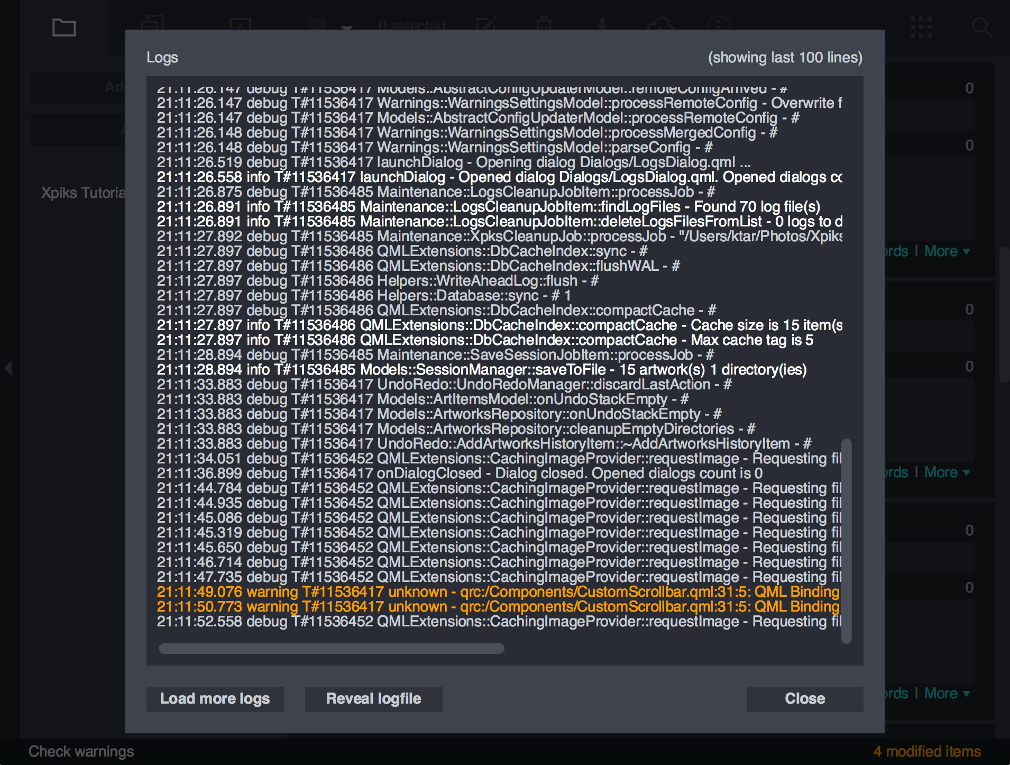 0 selected
Logs
(showing last 100 lines)
21:11:26.147 debug T#11536417 Models::AbstractConfigUpdaterModel::remoteConfigArrived - #
21:11:26.147 debug T#11536417 Warnings::WarningsSettingsModel::processRemoteConfig - Overwrite f
21:11:26.147 debug T#11536417 Models::AbstractConfigUpdaterModel::processRemoteConfig - #
21:11:26.148 debug T#11536417 Warnings::WarningsSettingsModel::processMergedConfig - #
21:11:26.148 debug T#11536417 Warnings::WarningsSettingsModel::parseConfig - #
21:11:26.519 debug T#11536417 launchDialog - Opening dialog Dialogs/LogsDialog.qml ...
21:11:26.558 info T#11536417 launchDialog - Opened dialog Dialogs/LogsDialog.qml. Opened dialogs cc
21:11:26.875 debug T#11536485 Maintenance::LogsCleanupJobItem::processJob - #
21:11:26.891 info T#11536485 Maintenance::LogsCleanupJobItem::findLogFiles - Found 70 log file(s)
21:11:26.891 info T#11536485 Maintenance::LogsCleanupJobItem::deleteLogsFilesFromList - 0 logs to d
21:11:27.892 debug T#11536485 Maintenance::XpksCleanupJob::processJob - "/Users/ktar/Photos/Xpiks
21:11:27.897 debug T#11536486 QMLExtensions::DbCacheIndex::sync - #
21:11:27.897 debug T#11536486 QMLExtensions::DbCacheIndex::flushWAL - #
21:11:27.897 debug T#11536486 Helpers::WriteAheadLog::flush - #
21:11:27.897 debug T#11536486 Helpers::Database::sync - # 1
21:11:27.897 debug T#11536486 QMLExtensions::DbCacheIndex::compactCache - #
21:11:27.897 info T#11536486 QMLExtensions::DbCacheIndex::compactCache - Cache size is 15 item(s
21:11:27.897 info T#11536486 QMLExtensions::DbCacheIndex::compactCache - Max cache tag is 5
21:11:28.894 debug T#11536485 Maintenance::SaveSessionJobItem::processJob - #
21:11:28.894 info T#11536485 Models::SessionManager::saveToFile - 15 artwork(s) 1 directory(ies)
21:11:33.883 debug T#11536417 UndoRedo::UndoRedoManager::discardLastAction - #
21:11:33.883 debug T#11536417 Models::ArtItemsModel::onUndoStackEmpty - #
21:11:33.883 debug T#11536417 Models::ArtworksRepository::onUndoStackEmpty - #
21:11:33.883 debug T#11536417 Models::ArtworksRepository::cleanupEmptyDirectories - #
21:11:33.883 debug T#11536417 UndoRedo::AddArtworksHistoryItem::~AddArtworksHistoryItem - #
21:11:34.051 debug T#11536452 QMLExtensions::CachingImageProvider::requestImage - Requesting fil
21:11:36.899 debug T#11536417 onDialogClosed - Dialog closed. Opened dialogs count is 0
21:11:44.784 debug T#11536452 QMLExtensions::CachingImageProvider::requestImage - Requesting fil
21:11:44.935 debug T#11536452 QMLExtensions::CachingImageProvider::requestImage - Requesting fil
21:11:45.086 debug T#11536452 QMLExtensions::CachingImageProvider::requestImage - Requesting fil
21:11:45.319 debug T#11536452 QMLExtensions::CachingImageProvider::requestImage - Requesting fil
21:11:45.650 debug T#11536452 QMLExtensions::CachingImageProvider::requestImage - Requesting fil
21:11:46.714 debug T#11536452 QMLExtensions::CachingImageProvider::requestImage - Requesting fil
21:11:47.735 debug T#11536452 QMLExtensions::CachingImageProvider::requestImage - Requesting fil
21:11:49.076 warning T#11536417 unknown - qrc:/Components/CustomScrollbar.qml:31:5: QML Binding
21:11:50.773 warning T#11536417 unknown - qrc:/Components/CustomScrollbar.qml:31:5: QML Binding
21:11:52.558 debug T#11536452 QMLExtensions::CachingImageProvider::requestImage - Requesting fil
Load more logs
Reveal logfile
Close
Ad
Xpiks Tutoria
0
0
ords | More
0
0
ords | More
0
0
ords | More
Check warnings
4 modified items